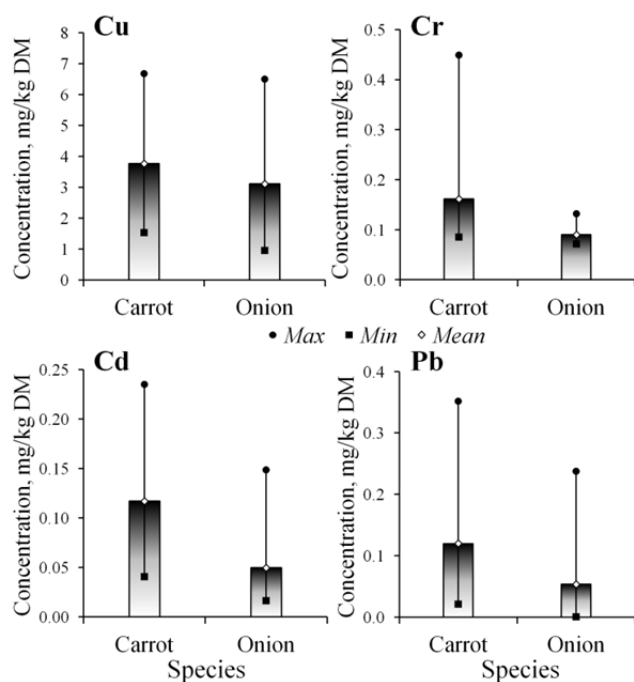 Cu
Concentration, mg/kg DM
8
7
6
5
4
3
2
1
0
Carrot
Onion
Cr
Concentration, mg/kg DM
0.5
0.4
0.3
0.2
0.1
0.0
Carrot
Onion
Max Min Mean
Cd
Concentration, mg/kg DM
0.25
0.20
0.15
0.10
0.05
0.00
Carrot
Onion
Species
Pb
Concentration, mg/kg DM
0.4
0.3
0.2
0.1
0.0
Carrot
Onion
Species